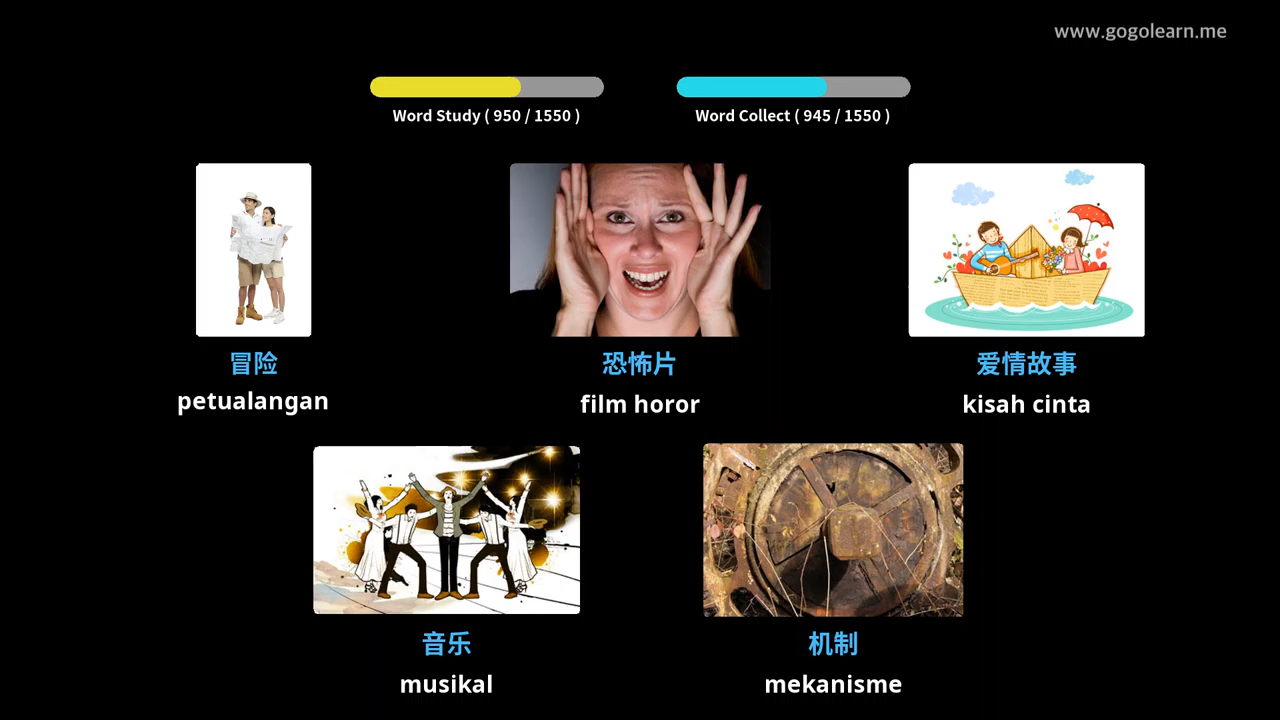 www.gogolearn.me
Word Study ( 950 / 1550 )
Word Collect ( 945 / 1550 )
冒险
petualangan
恐怖片
film horor
爱情故事
kisah cinta
音乐
musikal
机制
mekanisme